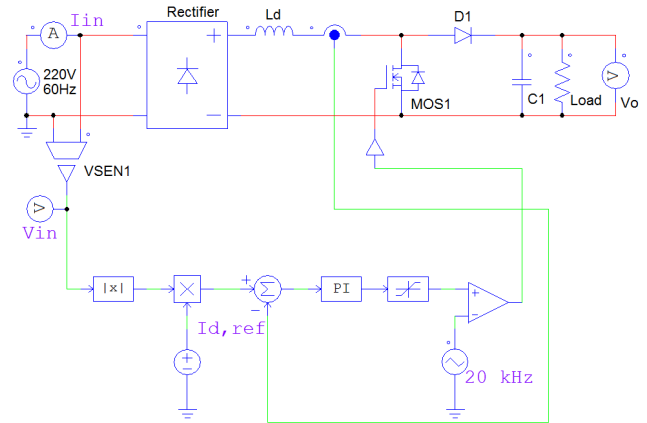 Rectifier
Ld
D1
Iin
A
220V
60Hz
+
−
MOS1
C1
Load
V
Vo
VSEN1
V
Vin
|x|
×
+
−
Σ
PI
+
−
Id,ref
+
−
20 kHz